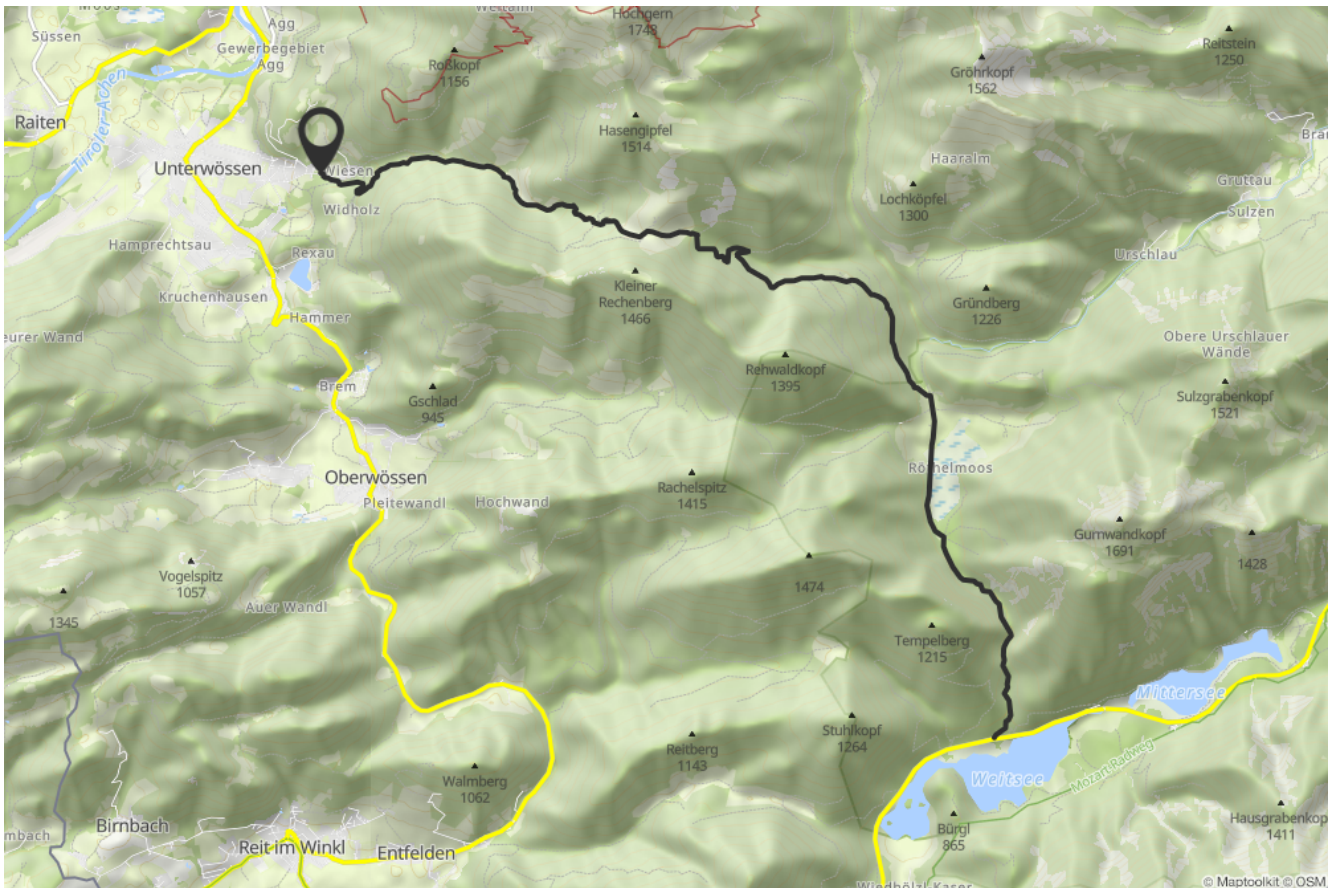 Moos
Süssen
Agg
Gewerbegebiet
Agg
Hochgern
1748
Roßkopf
1156
Reitstein
1250
Gröhrkopf
1562
Raiten
Tiroler Achen
Hasengipfel
1514
Haaralm
Unterwössen
Wiesen
Widholz
Lochköpfel
1300
Gruttau
Sulzen
Hamprechtsau
Rexau
Urschlau
Kruchenhausen
Kleiner
Rechenberg
1466
Gründberg
1226
Hammer
eurer Wand
Obere Urschlauer
Wände
Rehwaldkopf
1395
Brem
Gschlad
945
Sulzgrabenkopf
1521
Oberwössen
Pleitewandl
Hochwand
Rachelspitz
1415
Röthelmoos
Gurnwandkopf
1691
1428
Vogelspitz
1057
1474
1345
Auer Wandl
Tempelberg
1215
Mittersee
Stuhlkopf
1264
Reitberg
1143
Walmberg
1062
Weitsee
Mozart-Radweg
Birnbach
mbach
Reit im Winkl
Entfelden
Bürgl
865
Hausgrabenkopf
1411
© Maptoolkit © OSM